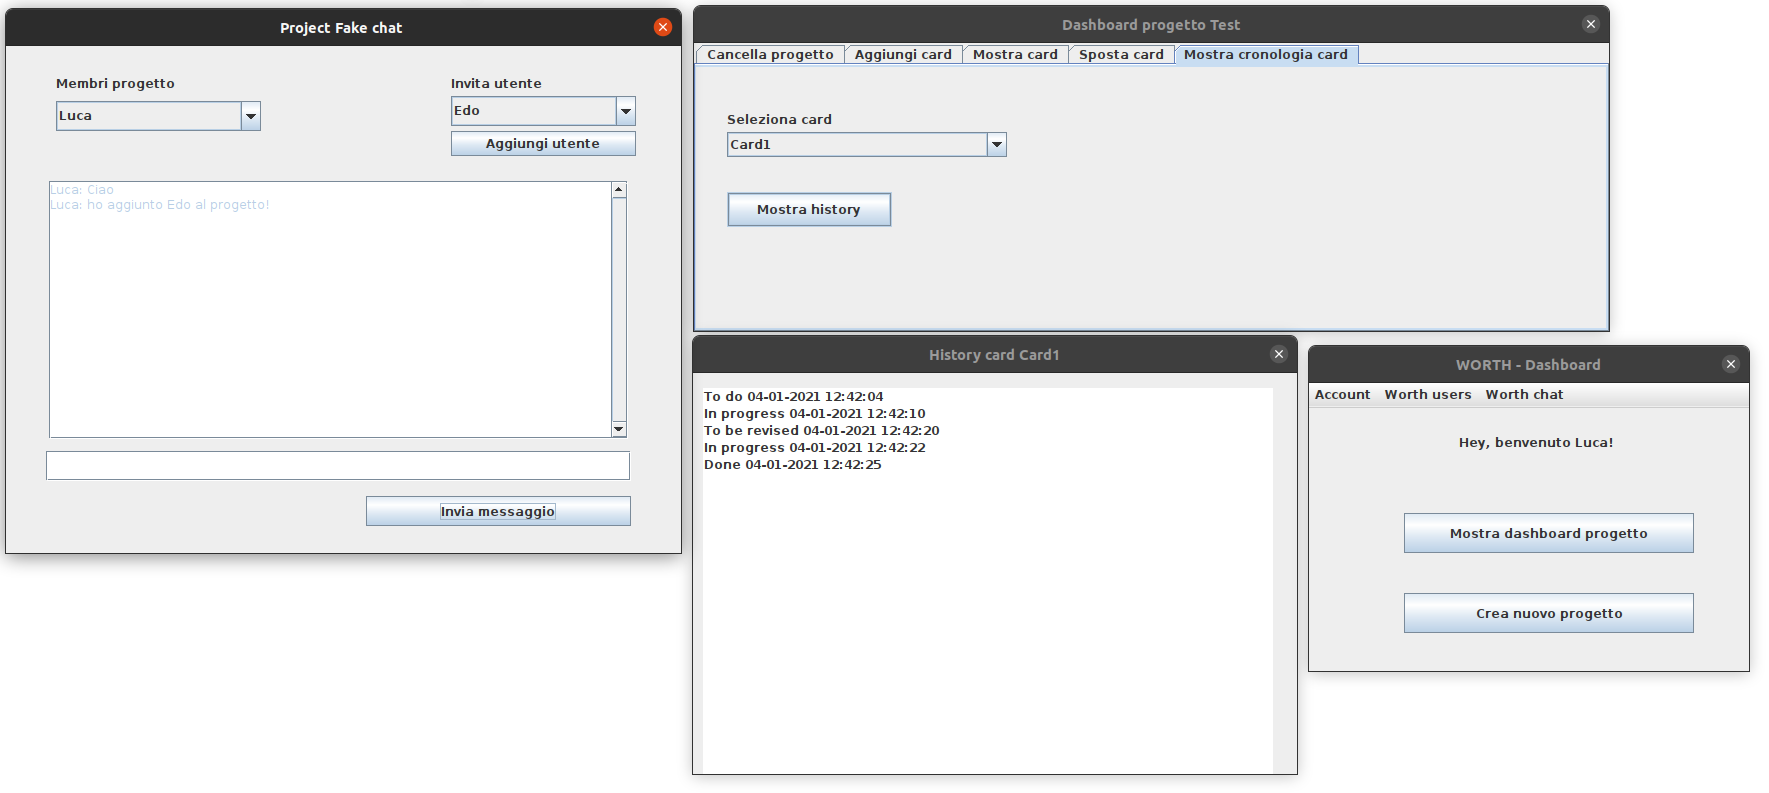 Project Fake chat
Membri progetto
Luca
Invita utente
Edo
Aggiungi utente
Luca: Ciao
Luca: ho aggiunto Edo al progetto!
Invia messaggio
Dashboard progetto Test
Cancella progetto Aggiungi card Mostra card Sposta card Mostra cronologia card
Seleziona card
Card1
Mostra history
History card Card1
To do 04-01-2021 12:42:04
In progress 04-01-2021 12:42:10
To be revised 04-01-2021 12:42:20
In progress 04-01-2021 12:42:22
Done 04-01-2021 12:42:25
WORTH - Dashboard
Account Worth users Worth chat
Hey, benvenuto Luca!
Mostra dashboard progetto
Crea nuovo progetto